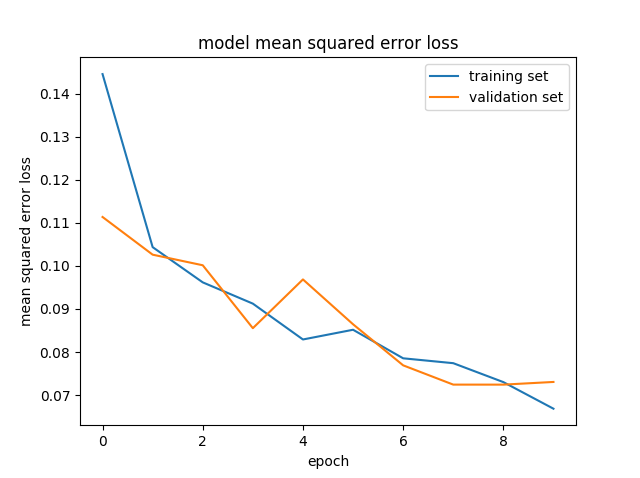 model mean squared error loss
training set
validation set
0.14
0.13
0.12
0.11
0.10
0.09
0.08
0.07
mean squared error loss
0 2 4 6 8
epoch